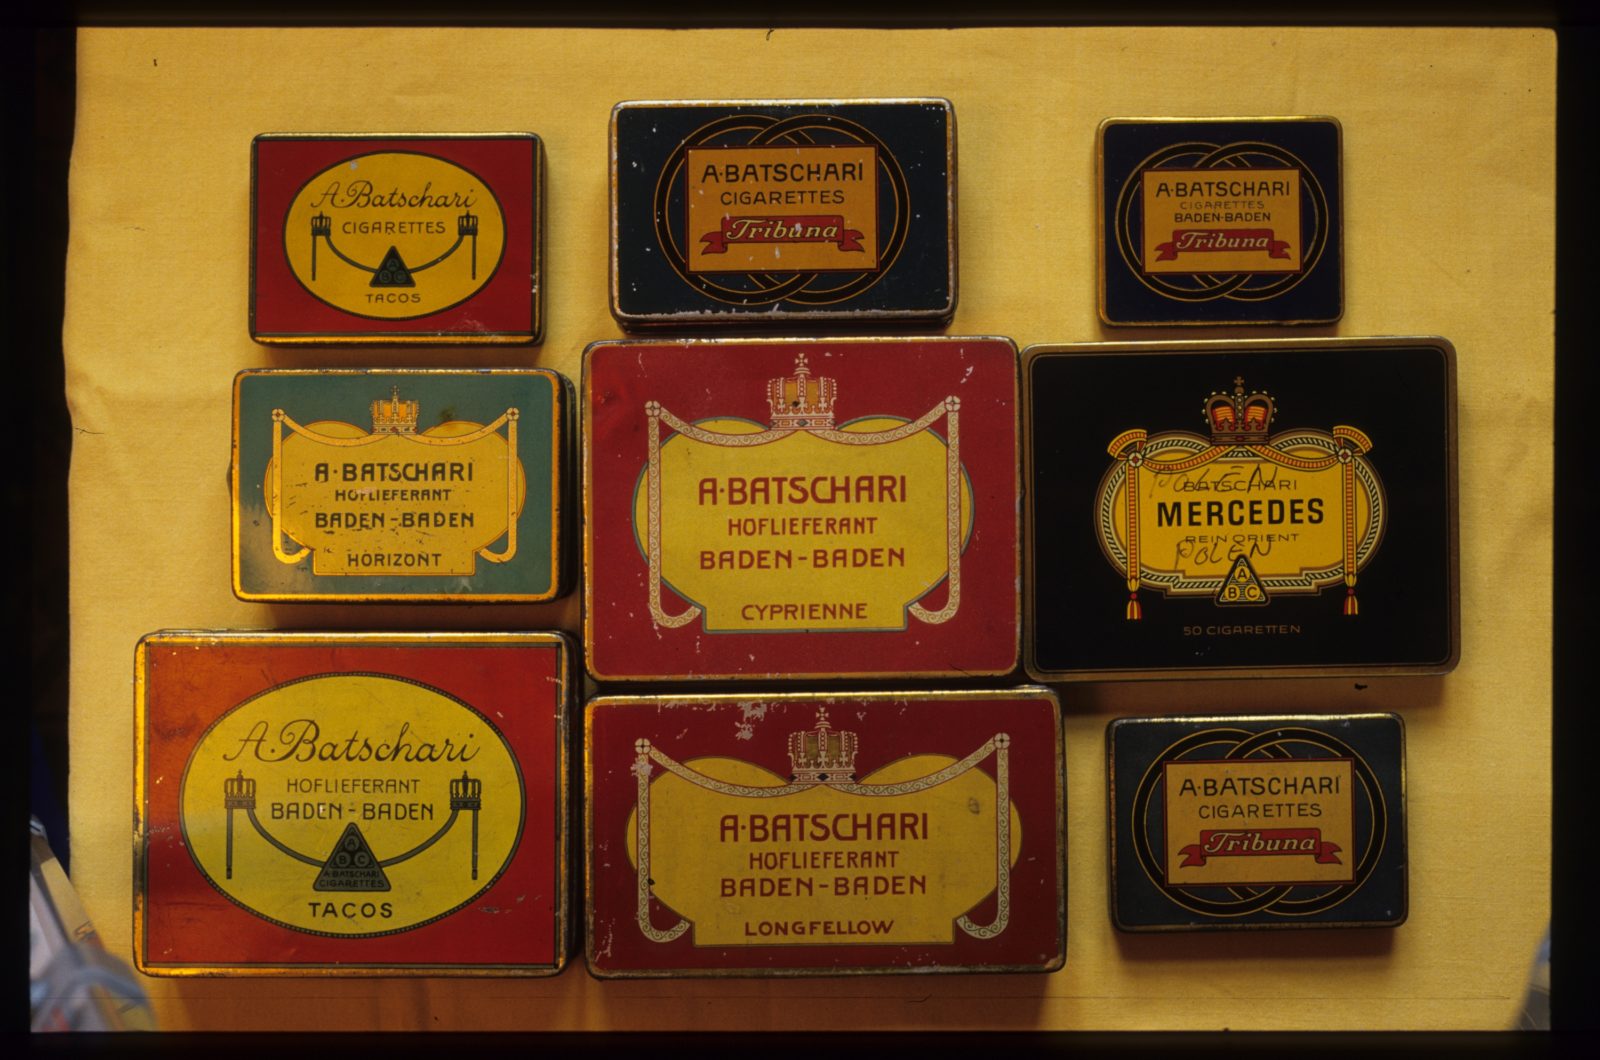 A. Batschari
CIGARETTES
A
B C
TACOS
A·BATSCHARI
CIGARETTES
Tribuna
A·BATSCHARI
CIGARETTES
BADEN-BADEN
Tribuna
A·BATSCHARI
HOFLIEFERANT
BADEN-BADEN
HORIZONT
A·BATSCHARI
HOFLIEFERANT
BADEN-BADEN
CYPRIENNE
POLEN
BATSCHARI
MERCEDES
REIN ORIENT
POLEN
A
B C
50 CIGARETTEN
A. Batschari
HOFLIEFERANT
BADEN-BADEN
A
B C
A·BATSCHARI
CIGARETTES
TACOS
A·BATSCHARI
HOFLIEFERANT
BADEN-BADEN
LONGFELLOW
A·BATSCHARI
CIGARETTES
Tribuna